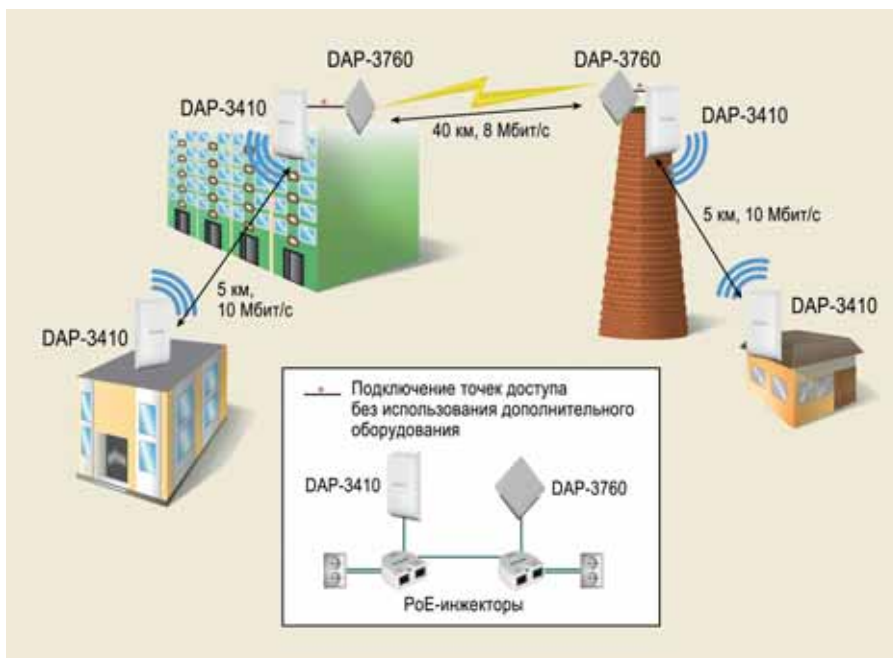 DAP-3760
DAP-3760
DAP-3410
DAP-3410
40 км, 8 Мбит/с
5 км, 10 Мбит/с
5 км,
10 Мбит/с
DAP-3410
DAP-3410
Подключение точек доступа
без использования дополнительного
оборудования
DAP-3410
DAP-3760
PoE-инжекторы